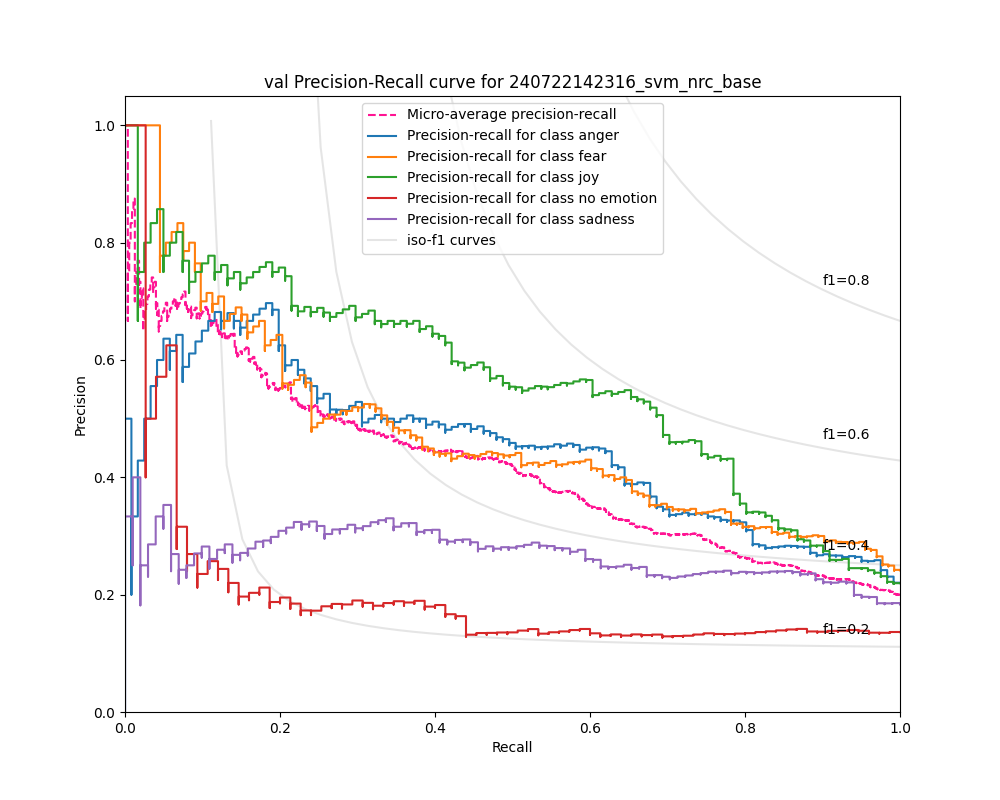 val Precision-Recall curve for 240722142316_svm_nrc_base
Micro-average precision-recall
Precision-recall for class anger
Precision-recall for class fear
Precision-recall for class joy
Precision-recall for class no emotion
Precision-recall for class sadness
iso-f1 curves
1.0
0.8
0.6
0.4
0.2
0.0
Precision
f1=0.8
f1=0.6
f1=0.4
f1=0.2
0.0 0.2 0.4 0.6 0.8 1.0
Recall